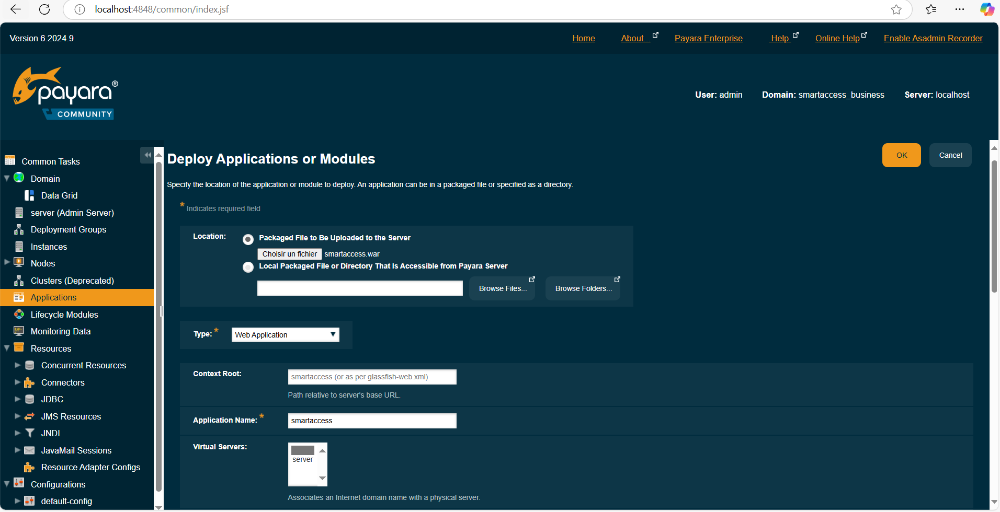 localhost:4848/common/index.jsf
Version 6.2024.9
Home
About...
Payara Enterprise
Help
Online Help
Enable Asadmin Recorder
payara®
COMMUNITY
User: admin
Domain: smartaccess_business
Server: localhost
Common Tasks
Domain
Data Grid
server (Admin Server)
Deployment Groups
Instances
Nodes
Clusters (Deprecated)
Applications
Lifecycle Modules
Monitoring Data
Resources
Concurrent Resources
Connectors
JDBC
JMS Resources
JNDI
JavaMail Sessions
Resource Adapter Configs
Configurations
default-config
Deploy Applications or Modules
OK
Cancel
Specify the location of the application or module to deploy. An application can be in a packaged file or specified as a directory.
* Indicates required field
Location:
Packaged File to Be Uploaded to the Server
Choisir un fichier smartaccess.war
Local Packaged File or Directory That Is Accessible from Payara Server
Browse Files...
Browse Folders...
Type: *
Web Application
Context Root:
smartaccess (or as per glassfish-web.xml)
Path relative to server's base URL.
Application Name: *
smartaccess
Virtual Servers:
server
Associates an Internet domain name with a physical server.